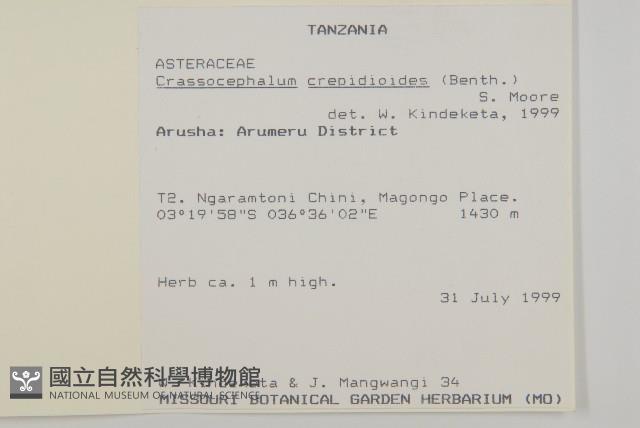 TANZANIA
ASTERACEAE
Crassocephalum crepidioides (Benth.)
S. Moore
det. W. Kindeketa, 1999
Arusha: Arumeru District
T2. Ngaramtoni Chini, Magongo Place.
03°19'58"S 036°36'02"E 1430 m
Herb ca. 1 m high.
31 July 1999
W. Kindeketa & J. Mangwangi 34
MISSOURI BOTANICAL GARDEN HERBARIUM (MO)
國立自然科學博物館
NATIONAL MUSEUM OF NATURAL SCIENCE